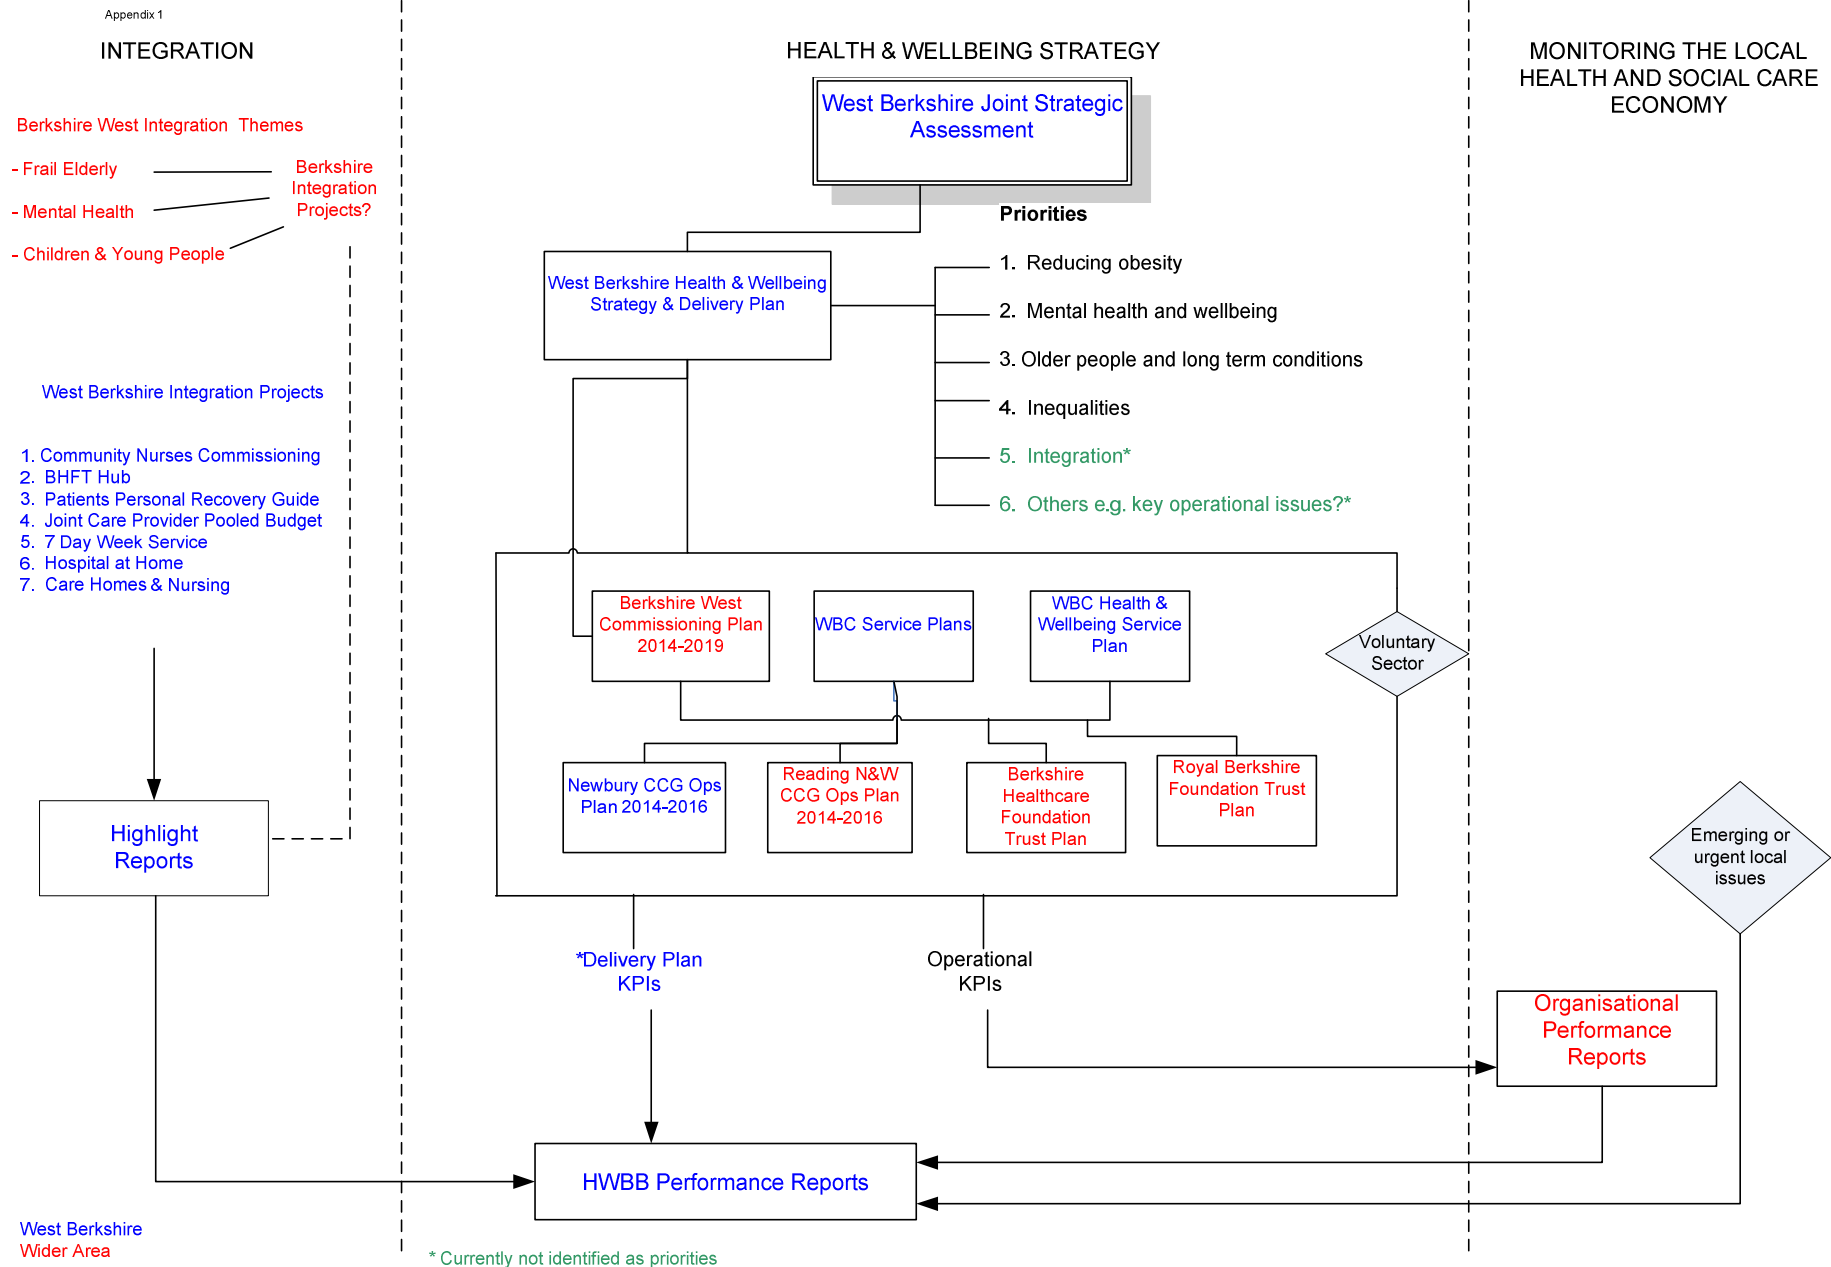 Appendix 1
INTEGRATION
Berkshire West Integration Themes
- Frail Elderly
- Mental Health
- Children & Young People
Berkshire
Integration
Projects?
West Berkshire Integration Projects
1. Community Nurses Commissioning
2. BHFT Hub
3. Patients Personal Recovery Guide
4. Joint Care Provider Pooled Budget
5. 7 Day Week Service
6. Hospital at Home
7. Care Homes & Nursing
Highlight
Reports
West Berkshire
Wider Area
HEALTH & WELLBEING STRATEGY
West Berkshire Joint Strategic
Assessment
West Berkshire Health & Wellbeing
Strategy & Delivery Plan
Priorities
1. Reducing obesity
2. Mental health and wellbeing
3. Older people and long term conditions
4. Inequalities
5. Integration*
6. Others e.g. key operational issues?*
Berkshire West
Commissioning Plan
2014-2019
WBC Service Plans
WBC Health &
Wellbeing Service
Plan
Voluntary
Sector
Newbury CCG Ops
Plan 2014-2016
Reading N&W
CCG Ops Plan
2014-2016
Berkshire
Healthcare
Foundation
Trust Plan
Royal Berkshire
Foundation Trust
Plan
*Delivery Plan
KPIs
Operational
KPIs
HWBB Performance Reports
* Currently not identified as priorities
MONITORING THE LOCAL
HEALTH AND SOCIAL CARE
ECONOMY
Emerging or
urgent local
issues
Organisational
Performance
Reports